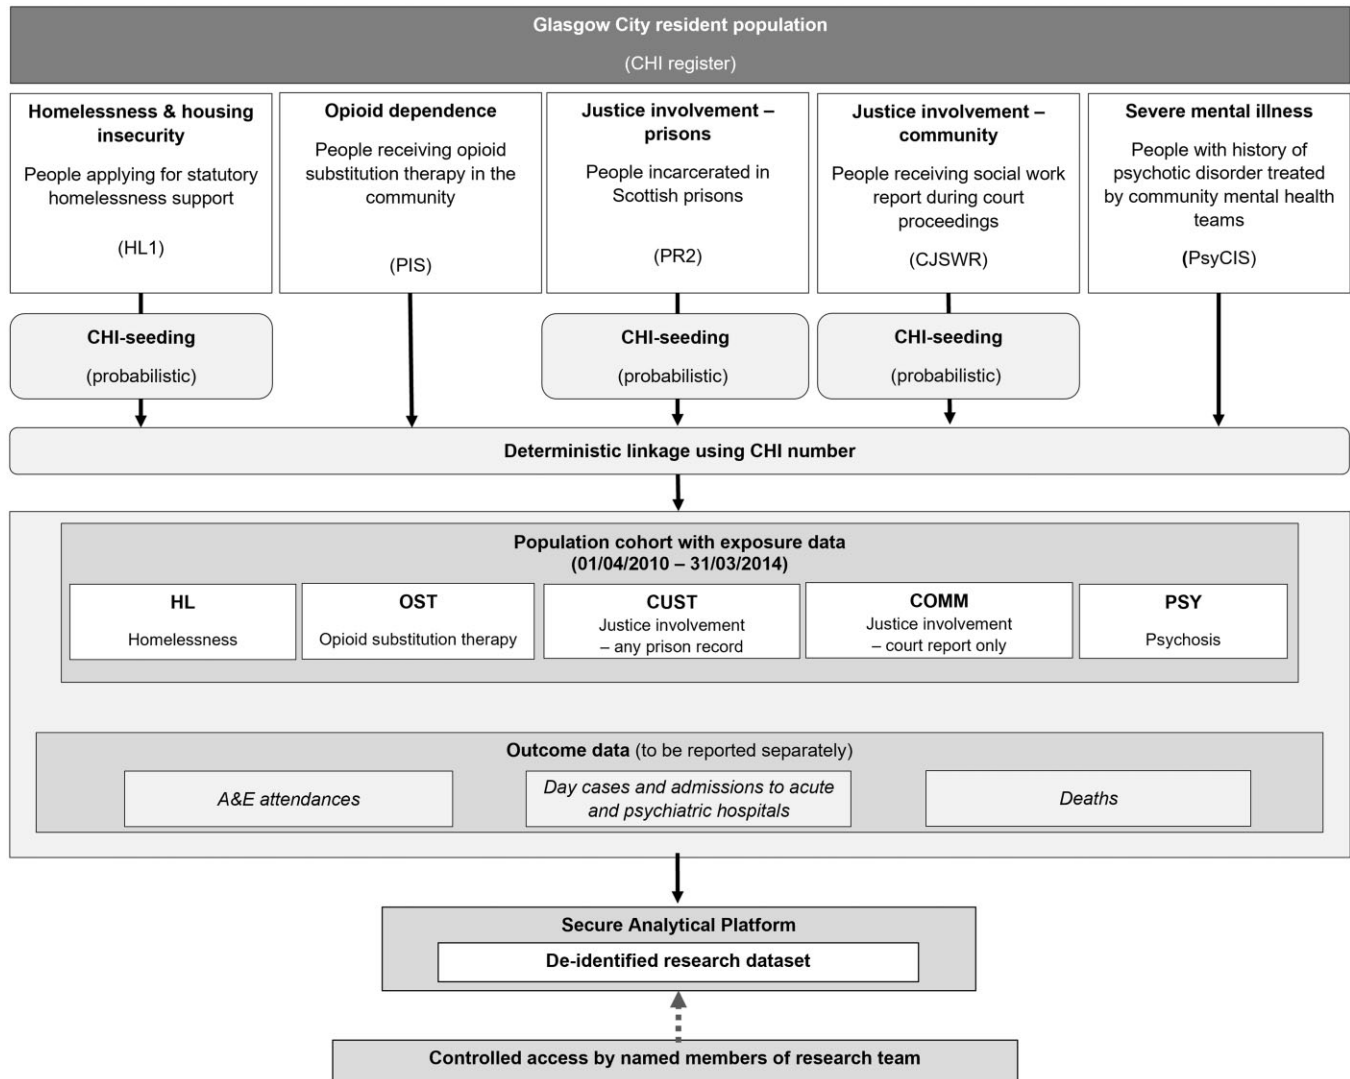 Glasgow City resident population
(CHI register)
Homelessness & housing
insecurity
People applying for statutory
homelessness support
(HL1)
Opioid dependence
People receiving opioid
substitution therapy in the
community
(PIS)
Justice involvement –
prisons
People incarcerated in
Scottish prisons
(PR2)
Justice involvement –
community
People receiving social work
report during court
proceedings
(CJSWR)
Severe mental illness
People with history of
psychotic disorder treated
by community mental health
teams
(PsyCIS)
CHI-seeding
(probabilistic)
CHI-seeding
(probabilistic)
CHI-seeding
(probabilistic)
Deterministic linkage using CHI number
Population cohort with exposure data
(01/04/2010 – 31/03/2014)
HL
Homelessness
OST
Opioid substitution therapy
CUST
Justice involvement
– any prison record
COMM
Justice involvement
– court report only
PSY
Psychosis
Outcome data (to be reported separately)
A&E attendances
Day cases and admissions to acute
and psychiatric hospitals
Deaths
Secure Analytical Platform
De-identified research dataset
Controlled access by named members of research team